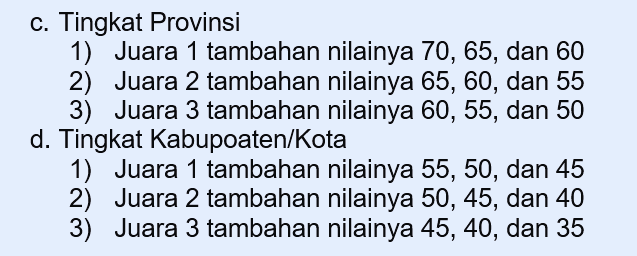 c. Tingkat Provinsi
1) Juara 1 tambahan nilainya 70, 65, dan 60
2) Juara 2 tambahan nilainya 65, 60, dan 55
3) Juara 3 tambahan nilainya 60, 55, dan 50
d. Tingkat Kabupoaten/Kota
1) Juara 1 tambahan nilainya 55, 50, dan 45
2) Juara 2 tambahan nilainya 50, 45, dan 40
3) Juara 3 tambahan nilainya 45, 40, dan 35